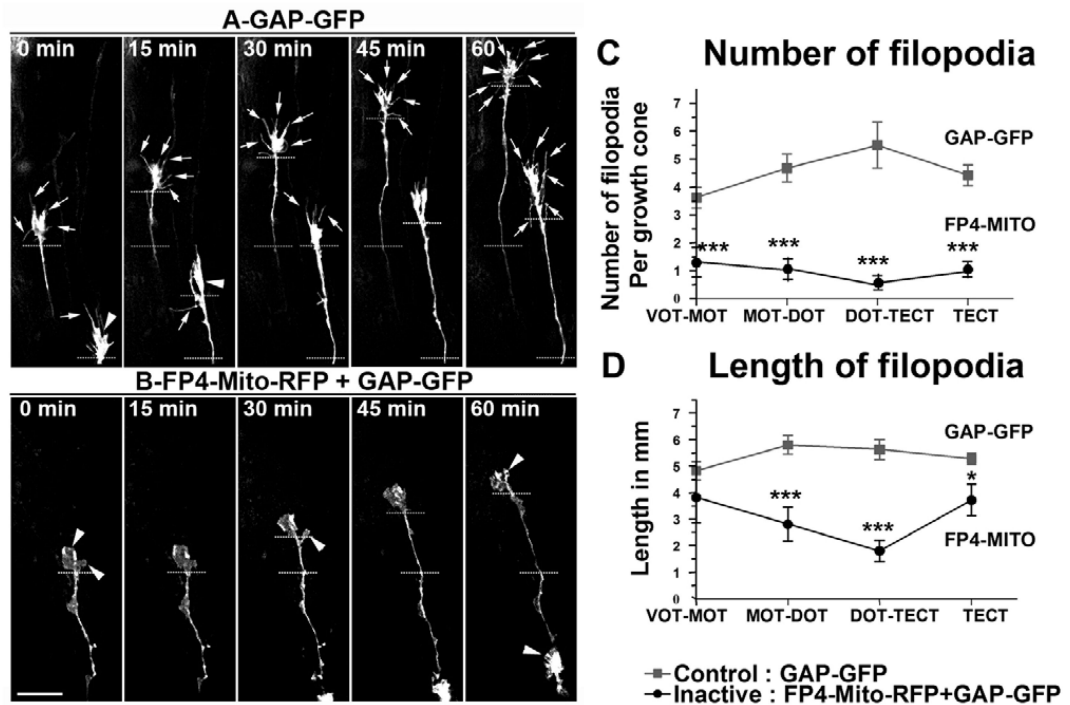 A-GAP-GFP
0 min 15 min 30 min 45 min 60
B-FP4-Mito-RFP + GAP-GFP
0 min 15 min 30 min 45 min 60 min
C Number of filopodia
Number of filopodia
Per growth cone
7
6
5
4
3
2
1
0
GAP-GFP
FP4-MITO
*** *** *** ***
VOT-MOT MOT-DOT DOT-TECT TECT
D Length of filopodia
Length in mm
7
6
5
4
3
2
1
0
GAP-GFP
*** *** *
FP4-MITO
VOT-MOT MOT-DOT DOT-TECT TECT
Control : GAP-GFP
Inactive : FP4-Mito-RFP+GAP-GFP